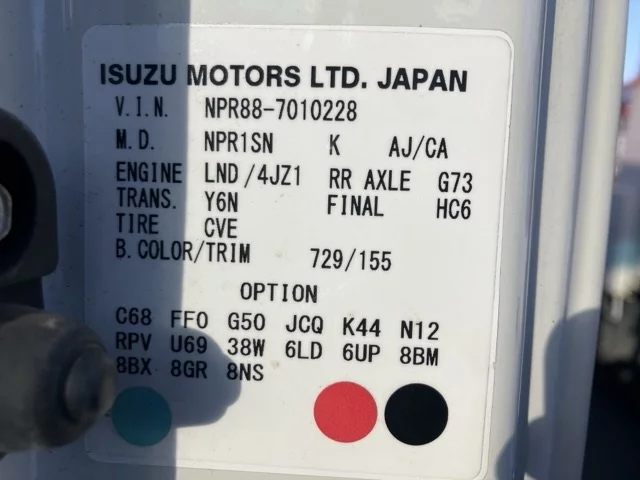 ISUZU MOTORS LTD. JAPAN
V.I.N. NPR88-7010228
M.D. NPR1SN K AJ/CA
ENGINE LND/4JZ1 RR AXLE G73
TRANS. Y6N FINAL HC6
TIRE CVE
B.COLOR/TRIM 729/155
OPTION
C68 FF0 G50 JCQ K44 N12
RPV U69 38W 6LD 6UP 8BM
8BX 8GR 8NS